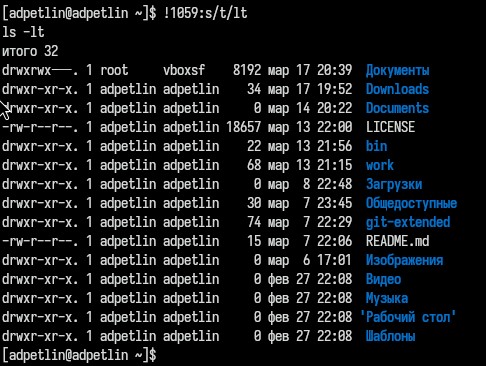 [adpetlin@adpetlin ~]$ !1059:s/t/lt
ls -lt
итого 32
drwxrwx---. 1 root     vboxsf    8192 мар 17 20:39  Документы
drwxr-xr-x. 1 adpetlin adpetlin    34 мар 17 19:52  Downloads
drwxr-xr-x. 1 adpetlin adpetlin     0 мар 14 20:22  Documents
-rw-r--r--. 1 adpetlin adpetlin 18657 мар 13 22:00  LICENSE
drwxr-xr-x. 1 adpetlin adpetlin    22 мар 13 21:56  bin
drwxr-xr-x. 1 adpetlin adpetlin    68 мар 13 21:15  work
drwxr-xr-x. 1 adpetlin adpetlin     0 мар  8 22:48  Загрузки
drwxr-xr-x. 1 adpetlin adpetlin    30 мар  7 23:45  Общедоступные
drwxr-xr-x. 1 adpetlin adpetlin    74 мар  7 22:29  git-extended
-rw-r--r--. 1 adpetlin adpetlin    15 мар  7 22:06  README.md
drwxr-xr-x. 1 adpetlin adpetlin     0 мар  6 17:01  Изображения
drwxr-xr-x. 1 adpetlin adpetlin     0 фев 27 22:08  Видео
drwxr-xr-x. 1 adpetlin adpetlin     0 фев 27 22:08  Музыка
drwxr-xr-x. 1 adpetlin adpetlin     0 фев 27 22:08 'Рабочий стол'
drwxr-xr-x. 1 adpetlin adpetlin     0 фев 27 22:08  Шаблоны
[adpetlin@adpetlin ~]$